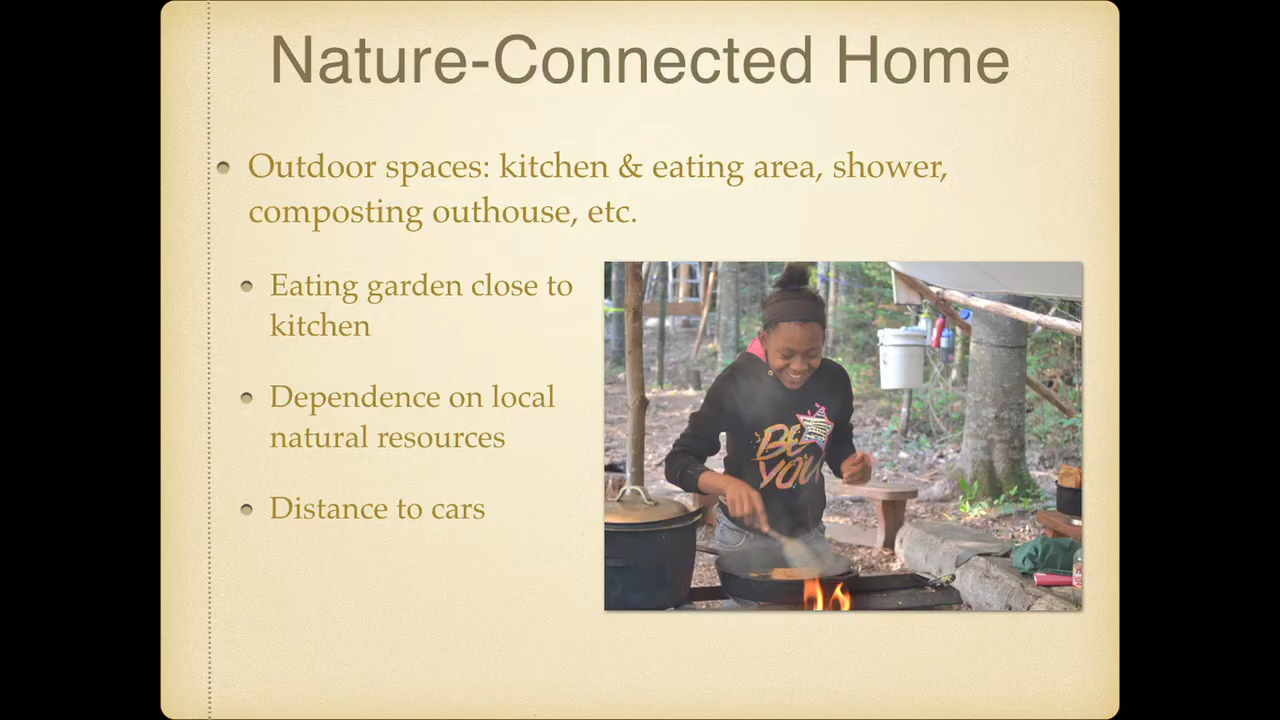 Nature-Connected Home
Outdoor spaces: kitchen & eating area, shower,
composting outhouse, etc.
Eating garden close to
kitchen
Dependence on local
natural resources
Distance to cars
BE
YOU